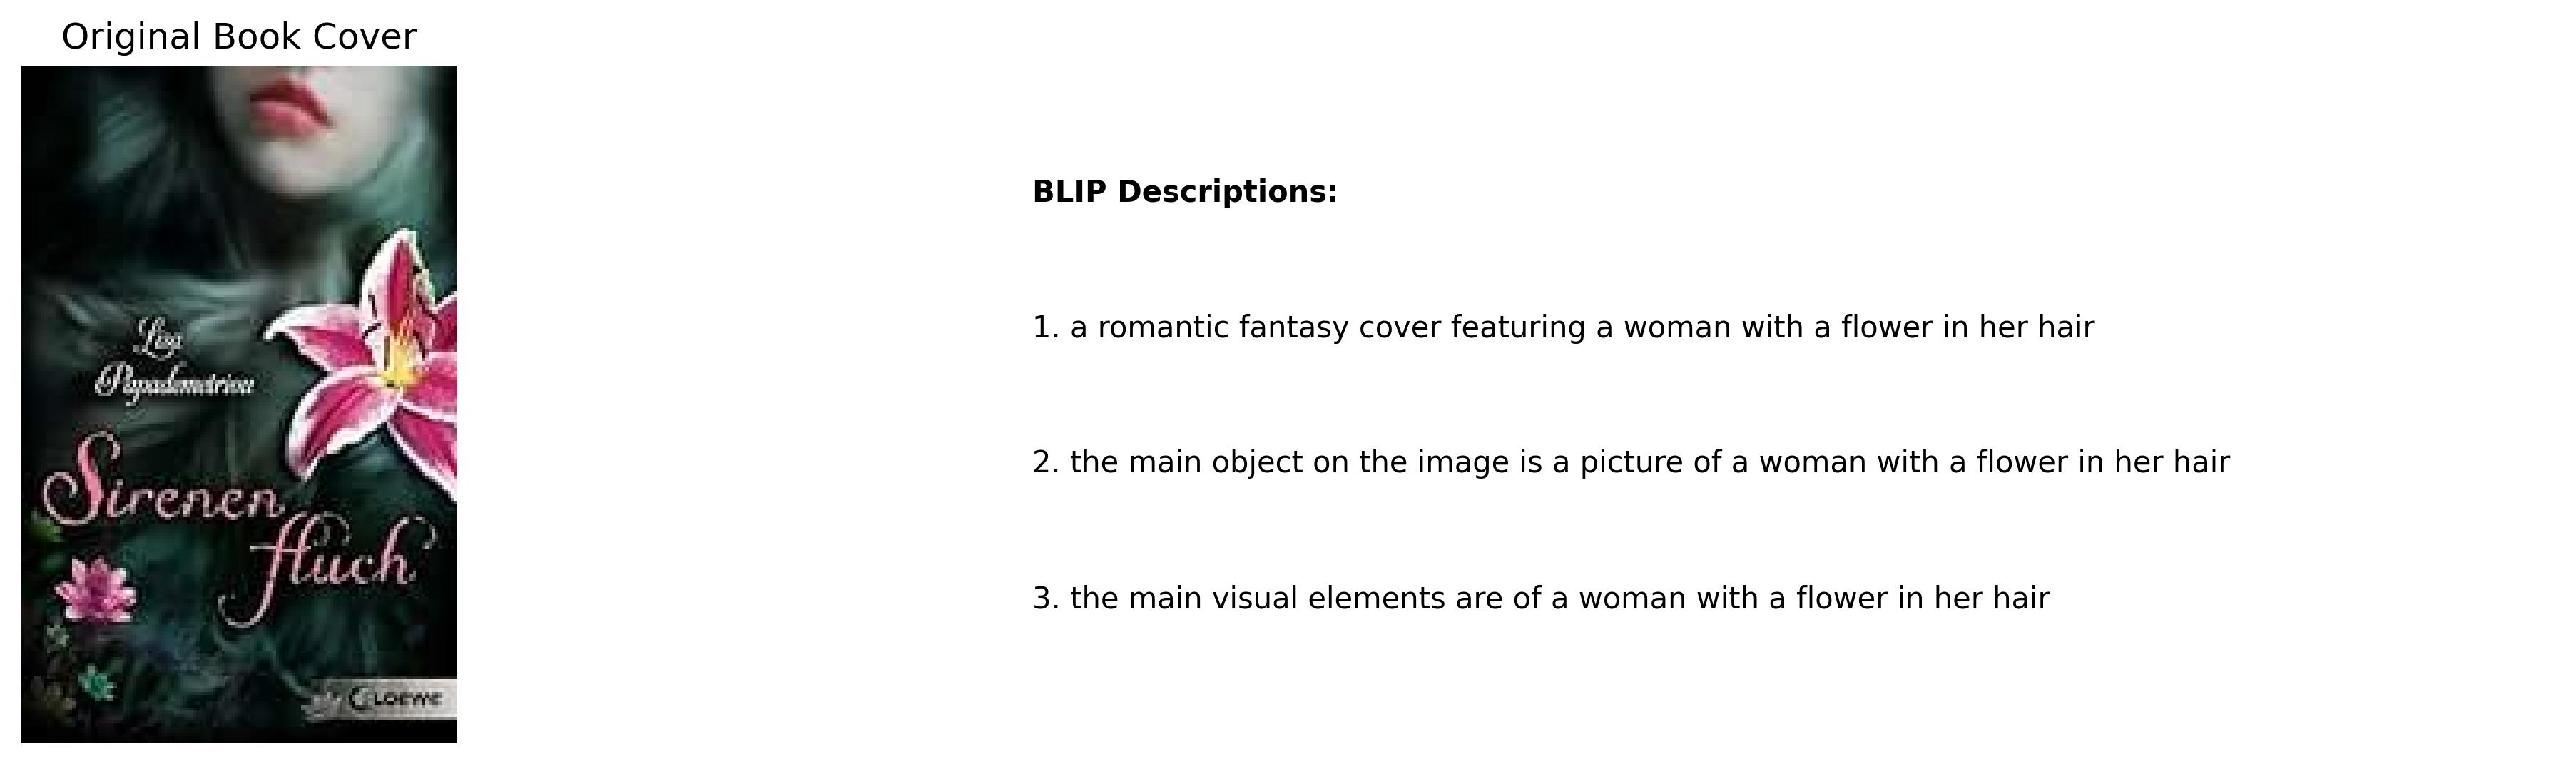 Original Book Cover
Lisa
Papademetriou
Sirenen
fluch
LOEWE
BLIP Descriptions:
1. a romantic fantasy cover featuring a woman with a flower in her hair
2. the main object on the image is a picture of a woman with a flower in her hair
3. the main visual elements are of a woman with a flower in her hair